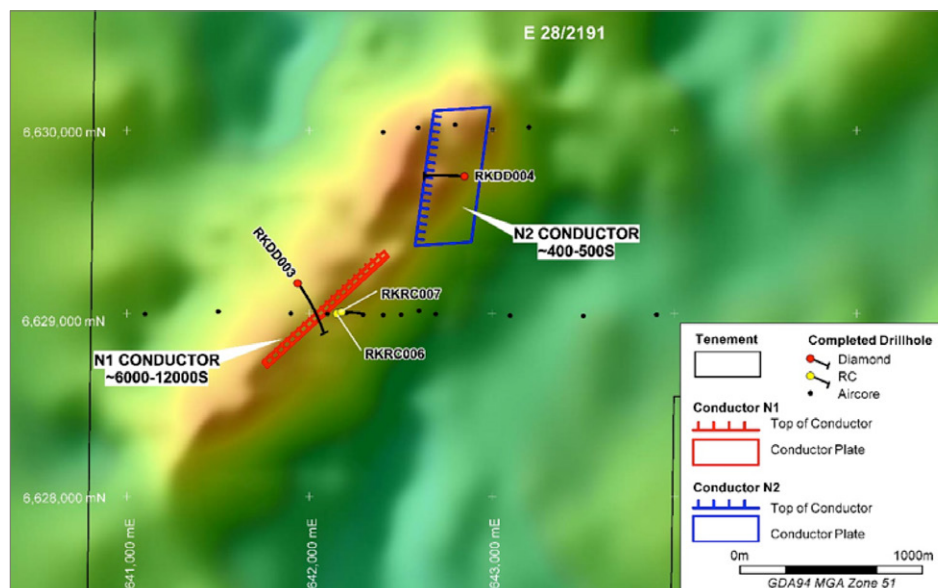 E 28/2191
6,630,000 mN
RKDD004
N2 CONDUCTOR
~400-500S
RKDD003
RKRC007
6,629,000 mN
RKRC006
N1 CONDUCTOR
~6000-12000S
6,628,000 mN
641,000 mE
642,000 mE
643,000 mE
Tenement
Completed Drillhole
Diamond
RC
Aircore
Conductor N1
Top of Conductor
Conductor Plate
Conductor N2
Top of Conductor
Conductor Plate
0m 1000m
GDA94 MGA Zone 51